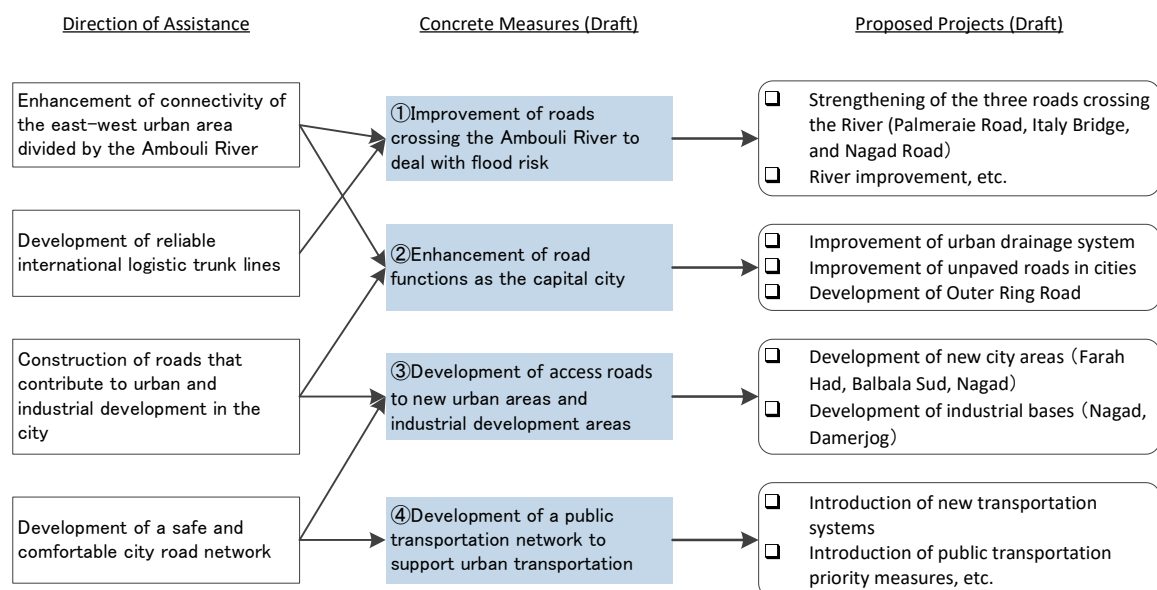 Direction of Assistance
Concrete Measures (Draft)
Proposed Projects (Draft)
Enhancement of connectivity of
the east-west urban area
divided by the Ambouli River
①Improvement of roads
crossing the Ambouli River to
deal with flood risk
❑ Strengthening of the three roads crossing
the River (Palmeraie Road, Italy Bridge,
and Nagad Road）
❑ River improvement, etc.
Development of reliable
international logistic trunk lines
②Enhancement of road
functions as the capital city
❑ Improvement of urban drainage system
❑ Improvement of unpaved roads in cities
❑ Development of Outer Ring Road
Construction of roads that
contribute to urban and
industrial development in the
city
③Development of access roads
to new urban areas and
industrial development areas
❑ Development of new city areas（Farah
Had, Balbala Sud, Nagad）
❑ Development of industrial bases（Nagad,
Damerjog）
Development of a safe and
comfortable city road network
④Development of a public
transportation network to
support urban transportation
❑ Introduction of new transportation
systems
❑ Introduction of public transportation
priority measures, etc.